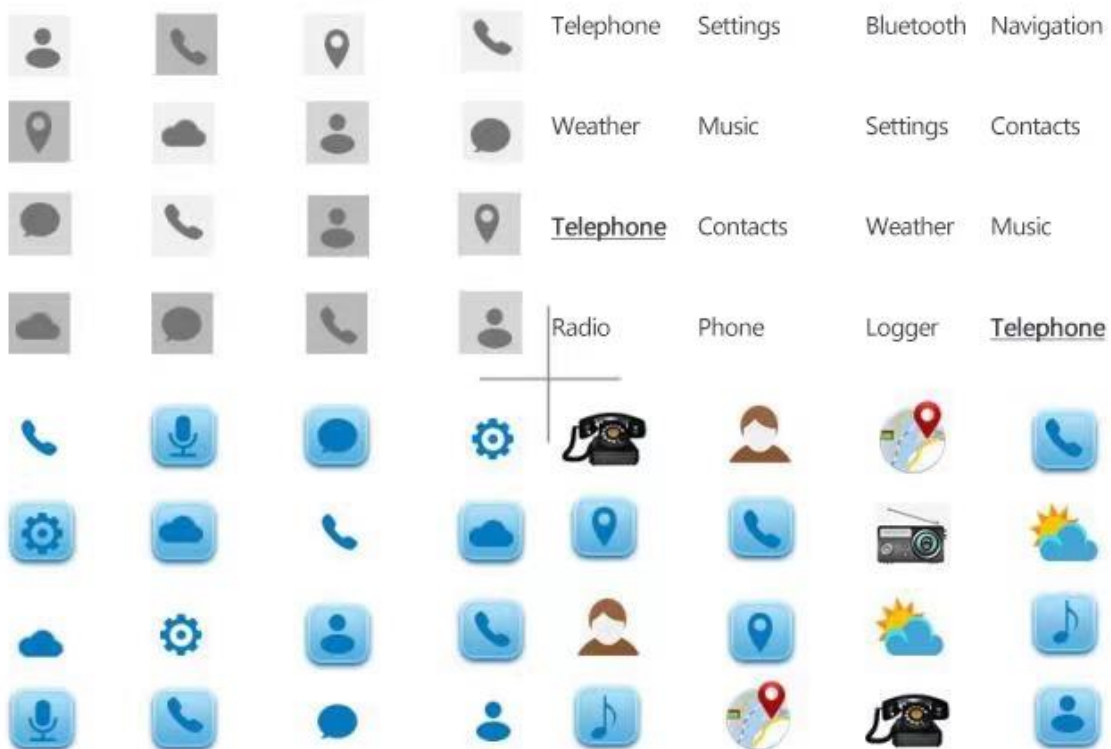 Telephone Settings Bluetooth Navigation
Weather Music Settings Contacts
Telephone Contacts Weather Music
Radio Phone Logger Telephone